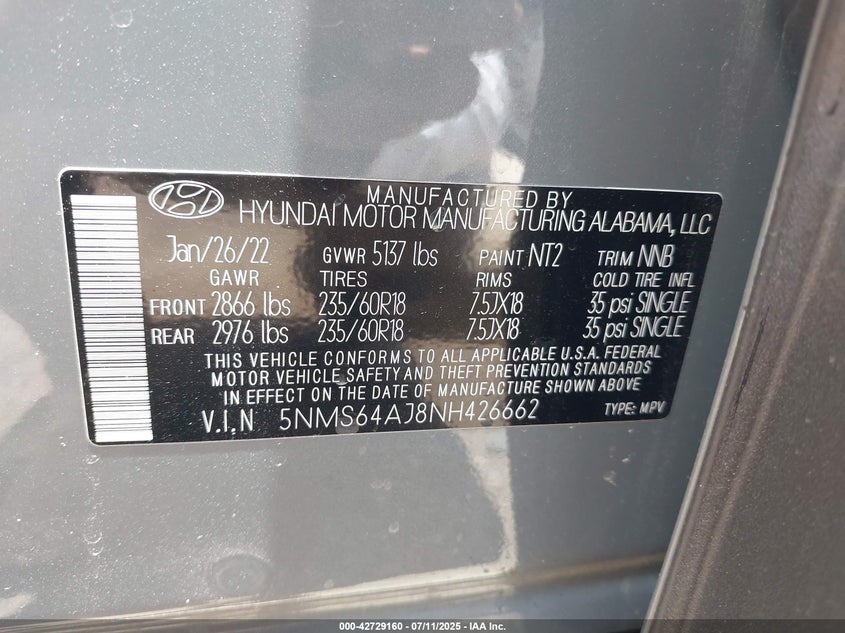 MANUFACTURED BY
HYUNDAI MOTOR MANUFACTURING ALABAMA, LLC
Jan/26/22 GVWR 5137 lbs PAINT NT2 TRIM NNB
GAWR TIRES RIMS COLD TIRE INFL
FRONT 2866 lbs 235/60R18 7.5JX18 35 psi SINGLE
REAR 2976 lbs 235/60R18 7.5JX18 35 psi SINGLE
THIS VEHICLE CONFORMS TO ALL APPLICABLE U.S.A. FEDERAL
MOTOR VEHICLE SAFETY AND THEFT PREVENTION STANDARDS
IN EFFECT ON THE DATE OF MANUFACTURE SHOWN ABOVE
V.I.N 5NMS64AJ8NH426662 TYPE: MPV
000-42729160 - 07/11/2025 - IAA Inc.